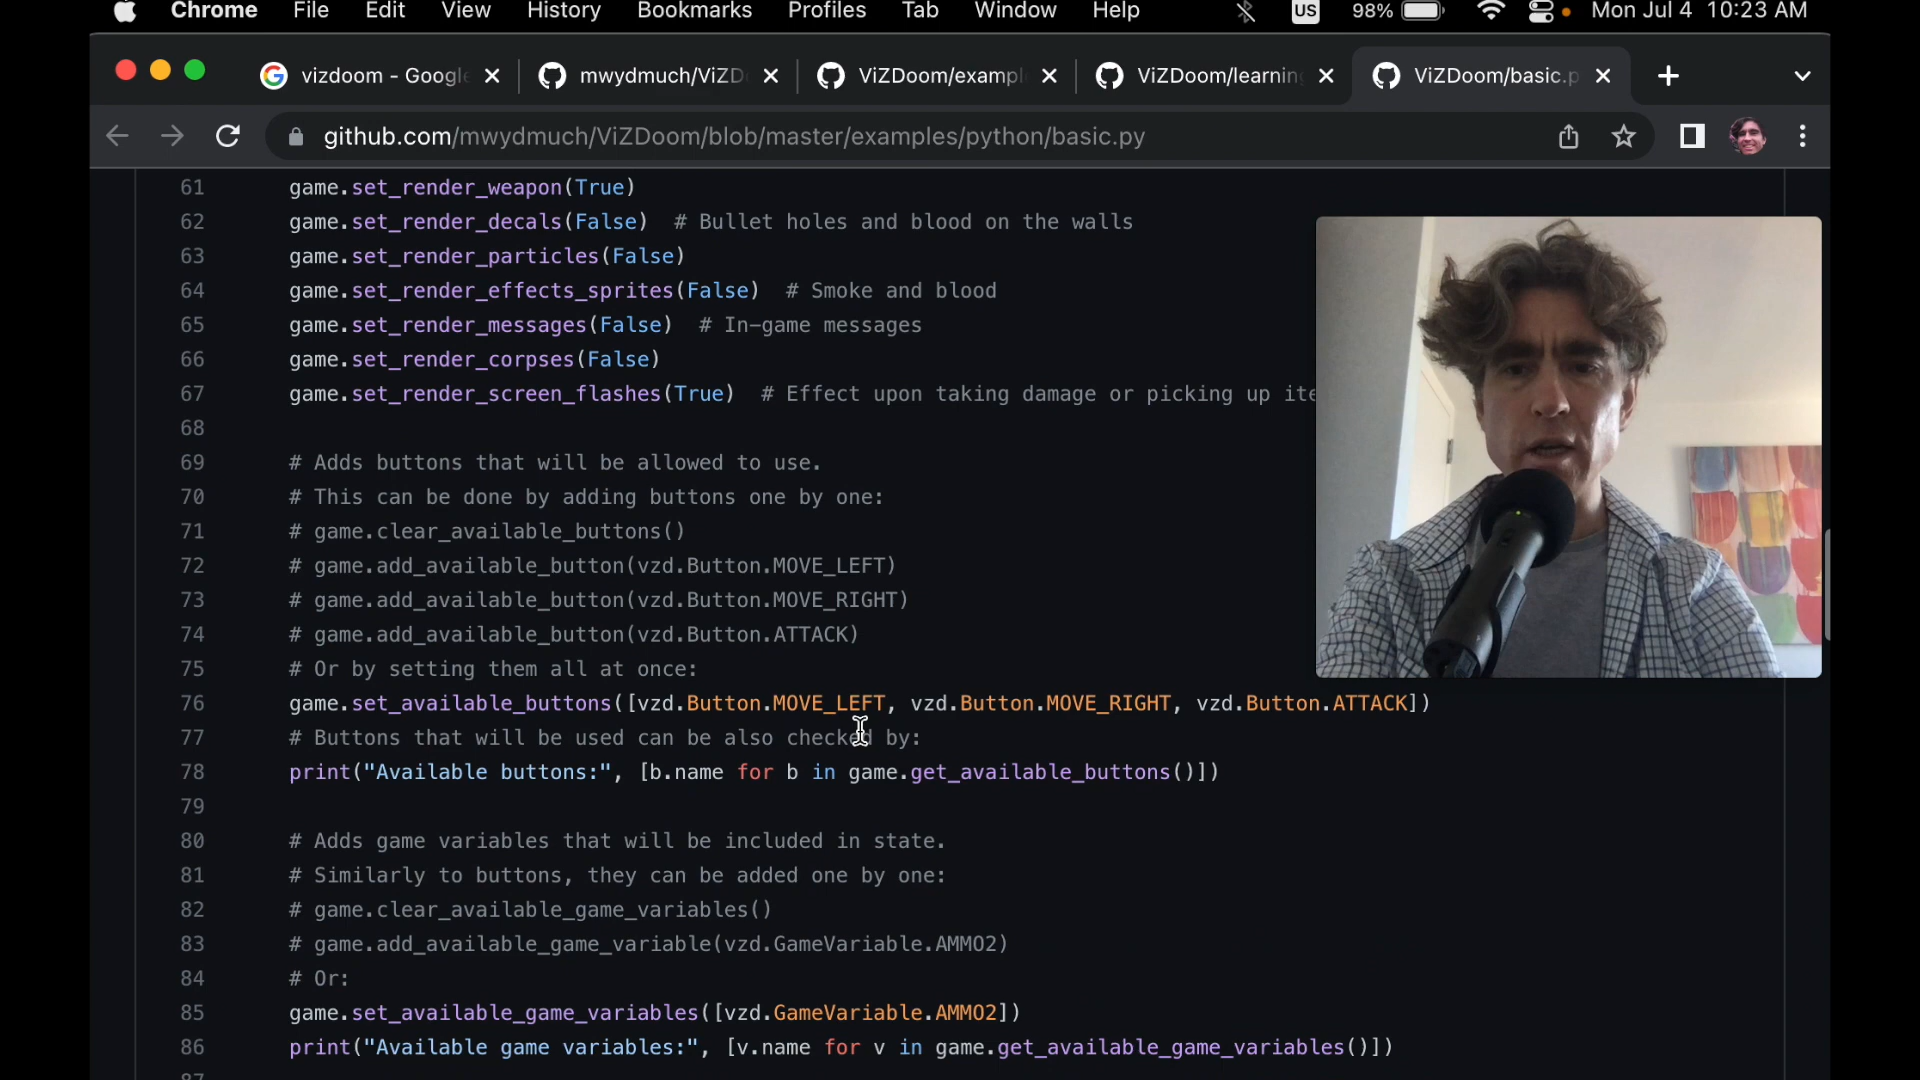 Chrome File Edit View History Bookmarks Profiles Tab Window Help US 98% Mon Jul 4 10:23 AM
vizdoom - Google ViZDoom/exampl ViZDoom/learning ViZDoom/basic.p
mwydmuch/ViZD
github.com/mwydmuch/ViZDoom/blob/master/examples/python/basic.py
61 game.set_render_weapon(True)
62 game.set_render_decals(False) # Bullet holes and blood on the walls
63 game.set_render_particles(False)
64 game.set_render_effects_sprites(False) # Smoke and blood
65 game.set_render_messages(False) # In-game messages
66 game.set_render_corpses(False)
67 game.set_render_screen_flashes(True) # Effect upon taking damage or picking up ite
68
69 # Adds buttons that will be allowed to use.
70 # This can be done by adding buttons one by one:
71 # game.clear_available_buttons()
72 # game.add_available_button(vzd.Button.MOVE_LEFT)
73 # game.add_available_button(vzd.Button.MOVE_RIGHT)
74 # game.add_available_button(vzd.Button.ATTACK)
75 # Or by setting them all at once:
76 game.set_available_buttons([vzd.Button.MOVE_LEFT, vzd.Button.MOVE_RIGHT, vzd.Button.ATTACK])
77 # Buttons that will be used can be also checked by:
78 print("Available buttons:", [b.name for b in game.get_available_buttons()])
79
80 # Adds game variables that will be included in state.
81 # Similarly to buttons, they can be added one by one:
82 # game.clear_available_game_variables()
83 # game.add_available_game_variable(vzd.GameVariable.AMMO2)
84 # Or:
85 game.set_available_game_variables([vzd.GameVariable.AMMO2])
86 print("Available game variables:", [v.name for v in game.get_available_game_variables()])